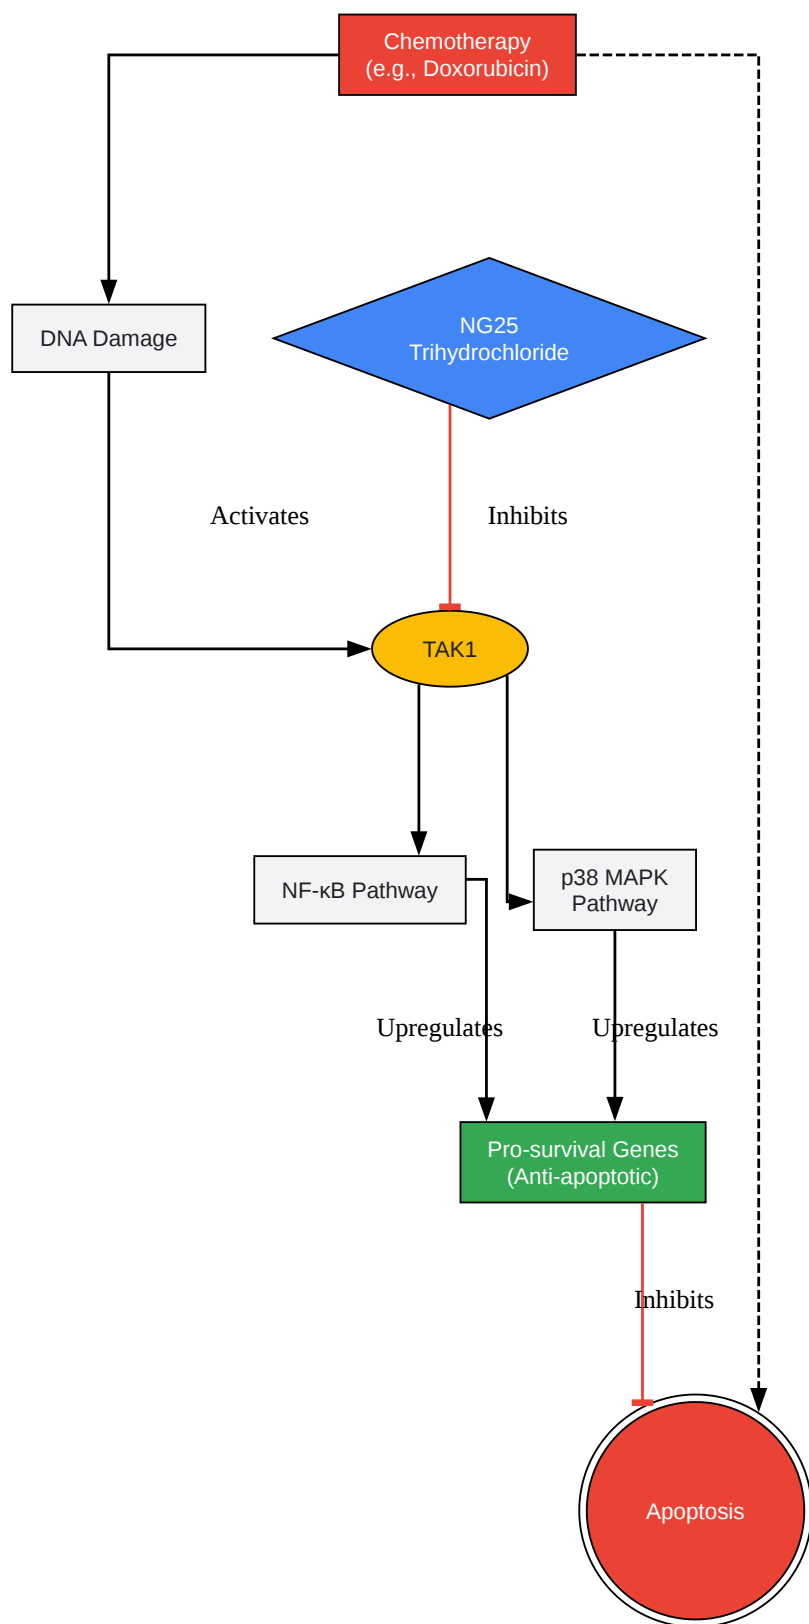 Chemotherapy
(e.g., Doxorubicin)
NG25
Trihydrochloride
DNA Damage
Activates
Inhibits
TAK1
NF-κB Pathway
p38 MAPK
Pathway
Upregulates
Upregulates
Pro-survival Genes
(Anti-apoptotic)
Inhibits
Apoptosis